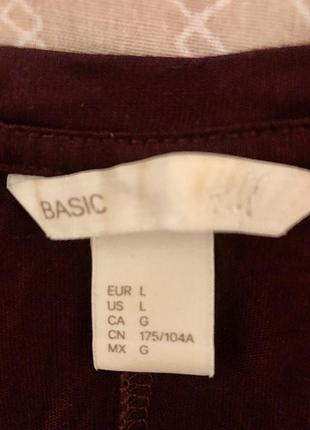 BASIC
EUR L
US L
CA G
CN 175/104A
MX G